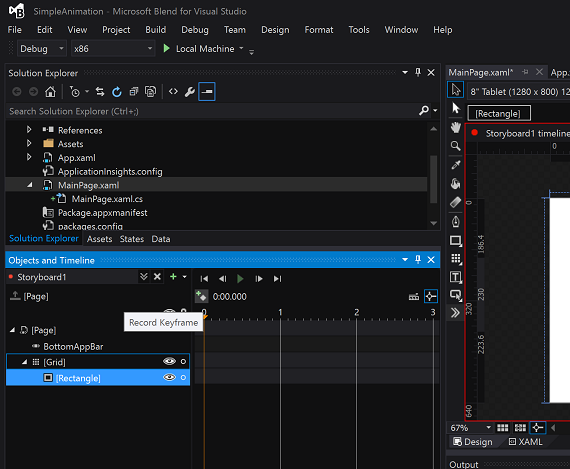 SimpleAnimation - Microsoft Blend for Visual Studio
File Edit View Project Build Debug Team Design Format Tools Window Help
Debug x86 Local Machine
Solution Explorer
Search Solution Explorer (Ctrl+;)
References
Assets
App.xaml
ApplicationInsights.config
MainPage.xaml
MainPage.xaml.cs
Package.appxmanifest
packages.config
Solution Explorer Assets States Data
Objects and Timeline
Storyboard1
[Page] 0:00.000
Record Keyframe
0 1 2 3
[Page]
BottomAppBar
[Grid]
[Rectangle]
MainPage.xaml* App.
8" Tablet (1280 x 800) 12
[Rectangle]
Storyboard1 timeline
0
0
186.4
230
320
223.6
640
67%
Design XAML
Output